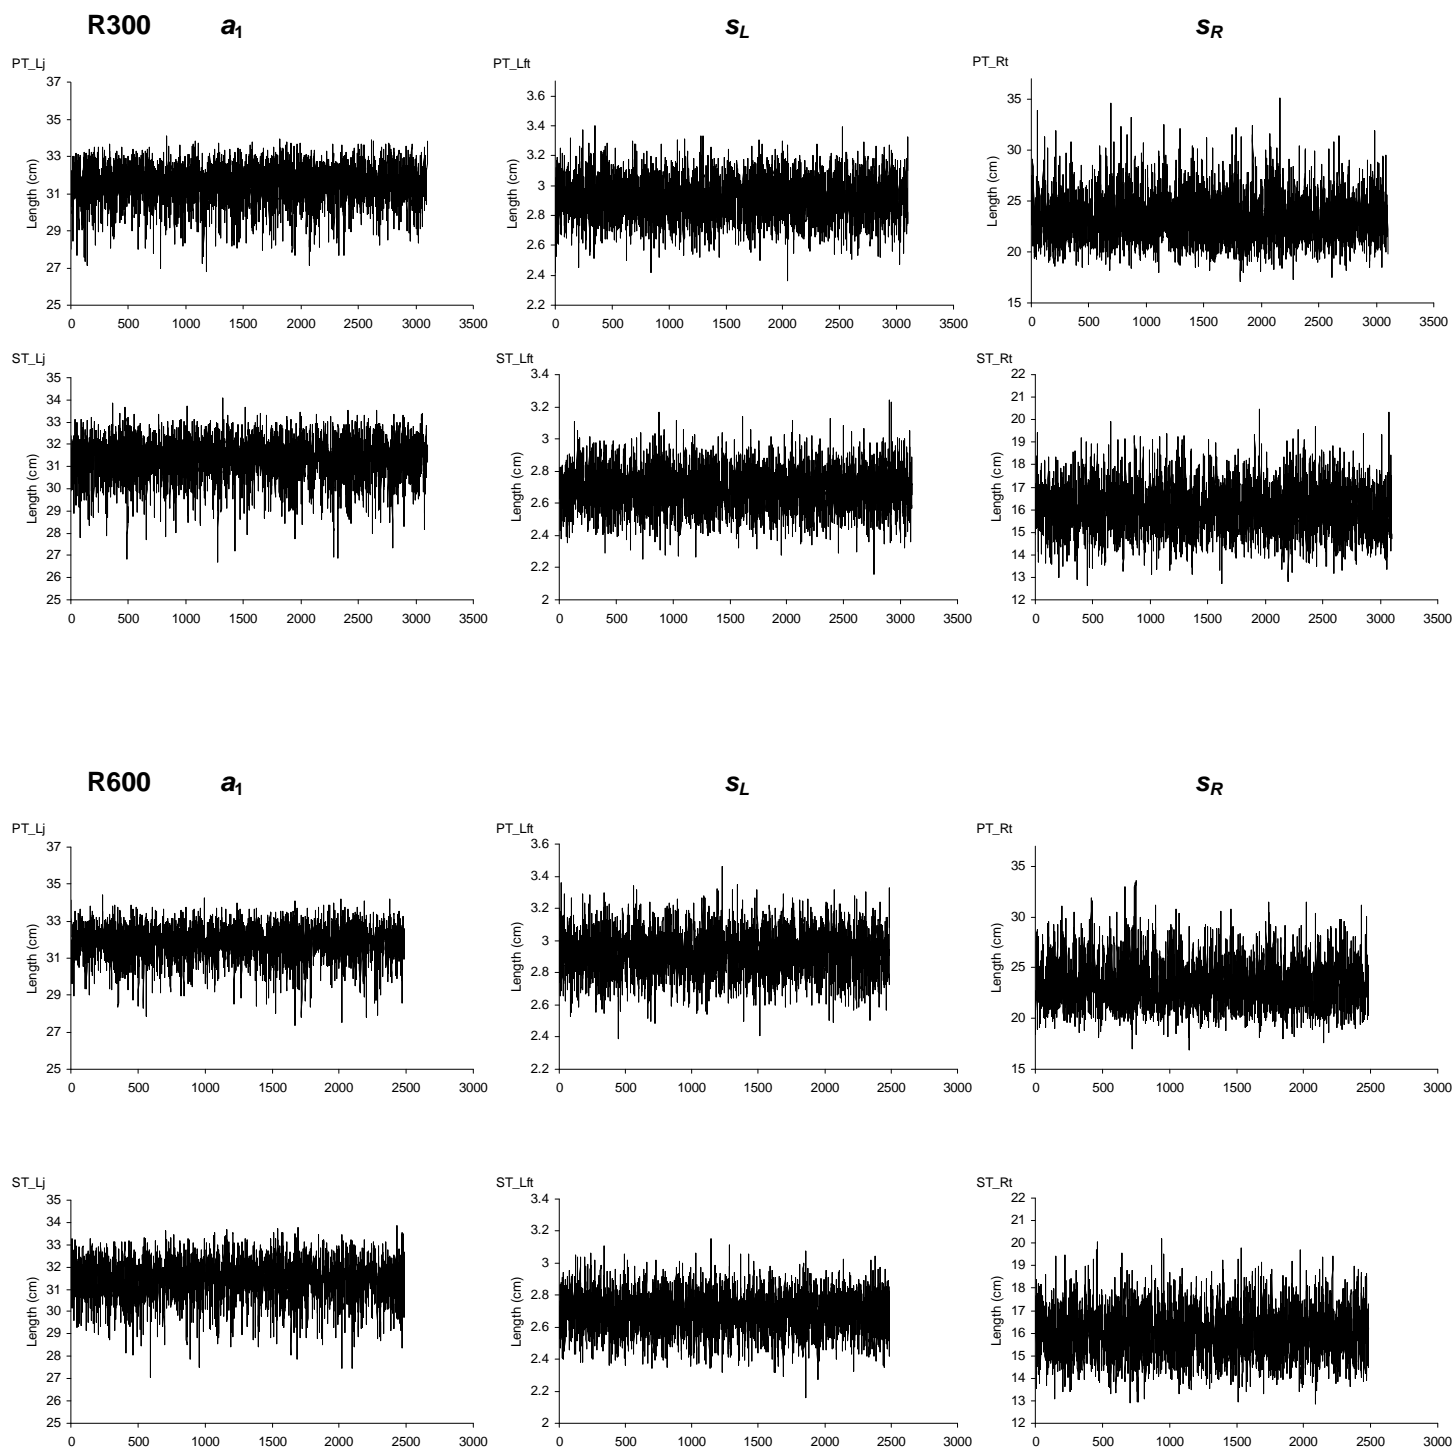 R300 a1 sL sR
PT_Lj PT_Lft PT_Rt
Length (cm) Length (cm) Length (cm)
37 35 33 31 29 27 25
0 500 1000 1500 2000 2500 3000 3500
3.6 3.4 3.2 3 2.8 2.6 2.4 2.2
0 500 1000 1500 2000 2500 3000 3500
35 30 25 20 15
0 500 1000 1500 2000 2500 3000 3500
ST_Lj ST_Lft ST_Rt
Length (cm) Length (cm) Length (cm)
35 34 33 32 31 30 29 28 27 26 25
0 500 1000 1500 2000 2500 3000 3500
3.4 3.2 3 2.8 2.6 2.4 2.2 2
0 500 1000 1500 2000 2500 3000 3500
22 21 20 19 18 17 16 15 14 13 12
0 500 1000 1500 2000 2500 3000 3500
R600 a1 sL sR
PT_Lj PT_Lft PT_Rt
Length (cm) Length (cm) Length (cm)
37 35 33 31 29 27 25
0 500 1000 1500 2000 2500 3000
3.6 3.4 3.2 3 2.8 2.6 2.4 2.2
0 500 1000 1500 2000 2500 3000
35 30 25 20 15
0 500 1000 1500 2000 2500 3000
ST_Lj ST_Lft ST_Rt
Length (cm) Length (cm) Length (cm)
35 34 33 32 31 30 29 28 27 26 25
0 500 1000 1500 2000 2500 3000
3.4 3.2 3 2.8 2.6 2.4 2.2 2
0 500 1000 1500 2000 2500 3000
22 21 20 19 18 17 16 15 14 13 12
0 500 1000 1500 2000 2500 3000